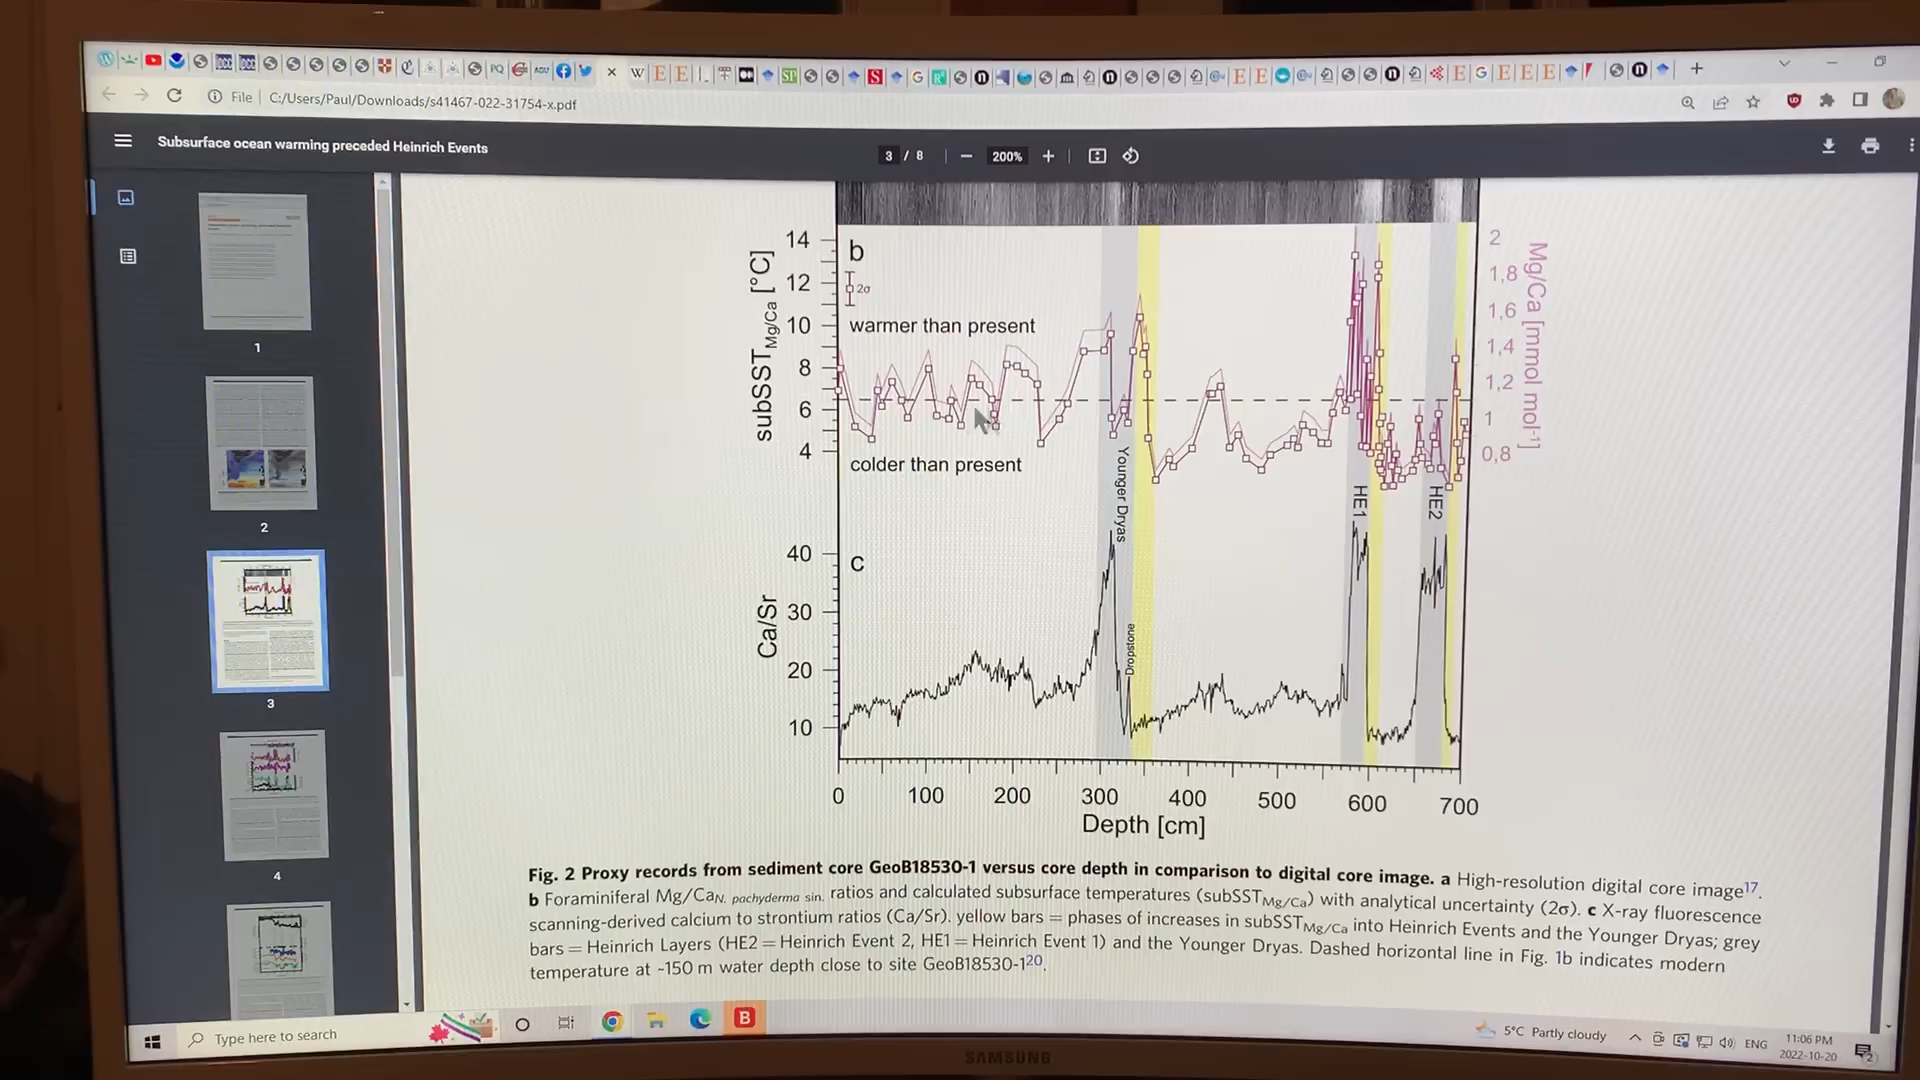 File
C:/Users/Paul/Downloads/s41467-022-31754-x.pdf
Subsurface ocean warming preceded Heinrich Events
3 / 8
200%
1
2
3
4
14
12
10
8
6
4
subSST Mg/Ca [°C]
b
2σ
warmer than present
colder than present
2
1,8
1,6
1,4
1,2
1
0,8
Mg/Ca [mmol mol-1]
Younger Dryas
HE1
HE2
c
40
30
20
10
Ca/Sr
Dropstone
0 100 200 300 400 500 600 700
Depth [cm]
Fig. 2 Proxy records from sediment core GeoB18530-1 versus core depth in comparison to digital core image. a High-resolution digital core image17.
b Foraminiferal Mg/CaN. pachyderma sin. ratios and calculated subsurface temperatures (subSSTMg/Ca) with analytical uncertainty (2σ). c X-ray fluorescence
scanning-derived calcium to strontium ratios (Ca/Sr). yellow bars = phases of increases in subSSTMg/Ca into Heinrich Events and the Younger Dryas; grey
bars = Heinrich Layers (HE2 = Heinrich Event 2, HE1 = Heinrich Event 1) and the Younger Dryas. Dashed horizontal line in Fig. 1b indicates modern
temperature at ~150 m water depth close to site GeoB18530-120.
Type here to search
B
5°C Partly cloudy
ENG
11:06 PM
2022-10-20
SAMSUNG